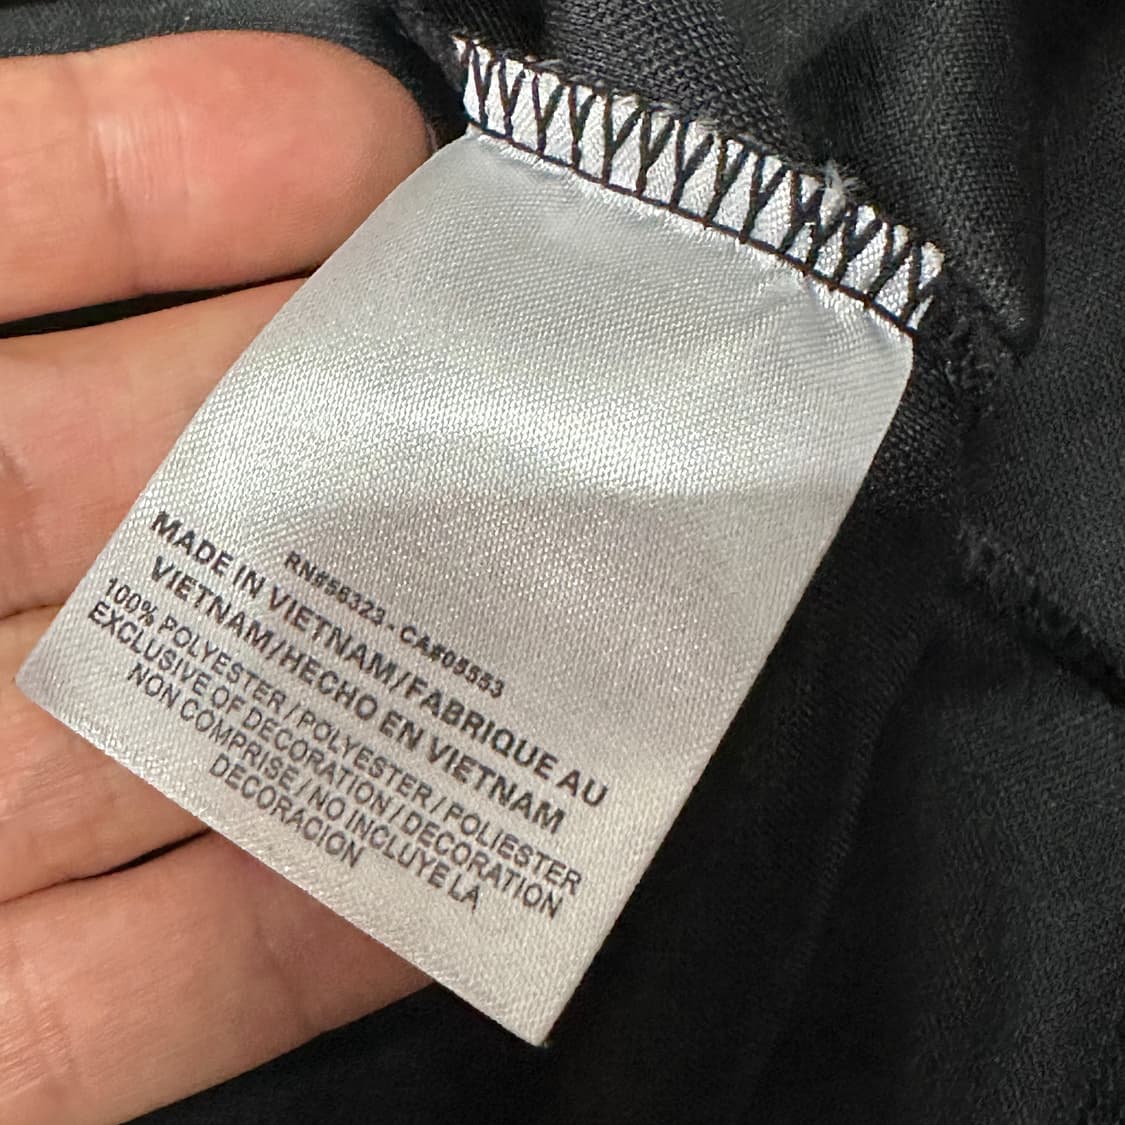 RN#56323 - CA#05553
MADE IN VIETNAM/FABRIQUE AU
VIETNAM/HECHO EN VIETNAM
100% POLYESTER / POLYESTER / POLIESTER
EXCLUSIVE OF DECORATION / DECORATION
NON COMPRISE / NO INCLUYE LA
DECORACION